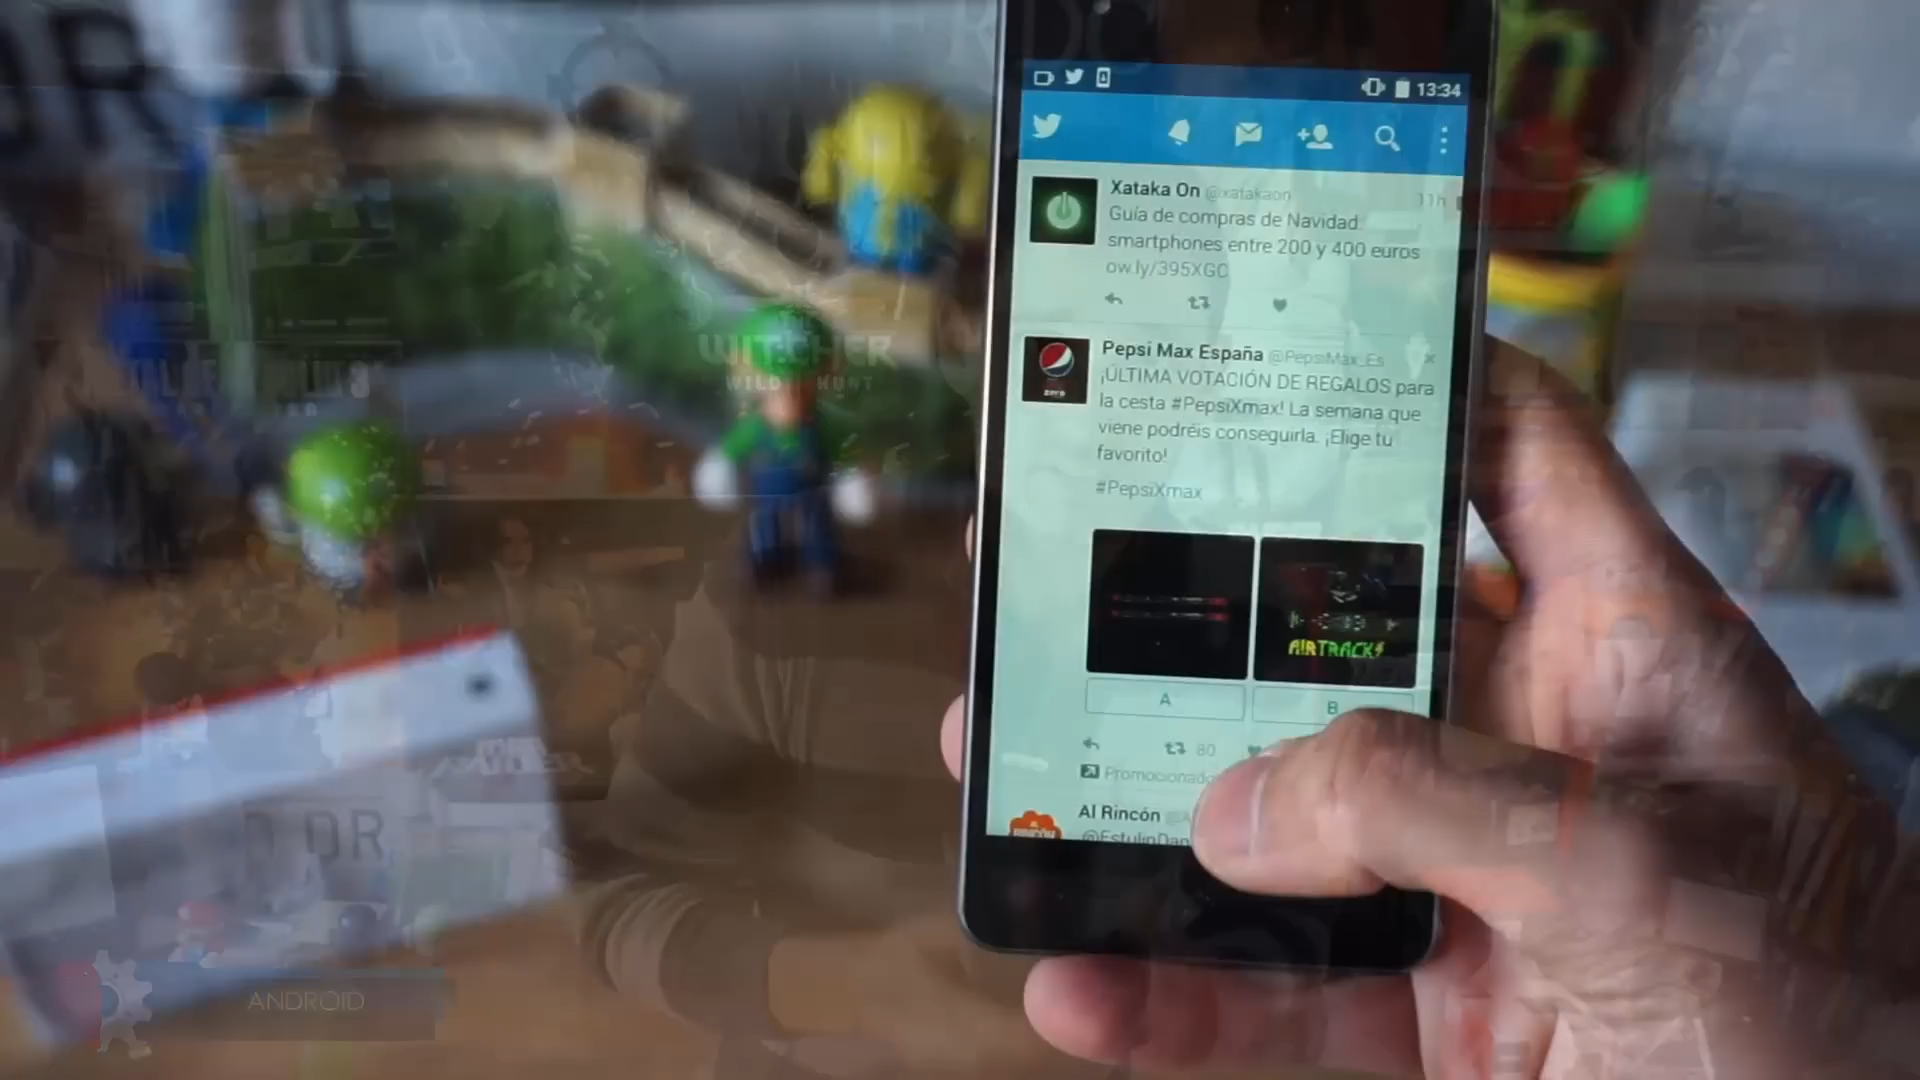 13:34
Xataka On @xatakaon 11h
Guía de compras de Navidad:
smartphones entre 200 y 400 euros
ow.ly/395XGC
Pepsi Max España @PepsiMax_Es
¡ÚLTIMA VOTACIÓN DE REGALOS para
la cesta #PepsiXmax! La semana que
viene podréis conseguirla. ¡Elige tu
favorito!
#PepsiXmax
AIRTRACKS
A
B
80
Promocionado
Al Rincón
@EstulinDan
WITCHER
WILD HUNT
ANDROID